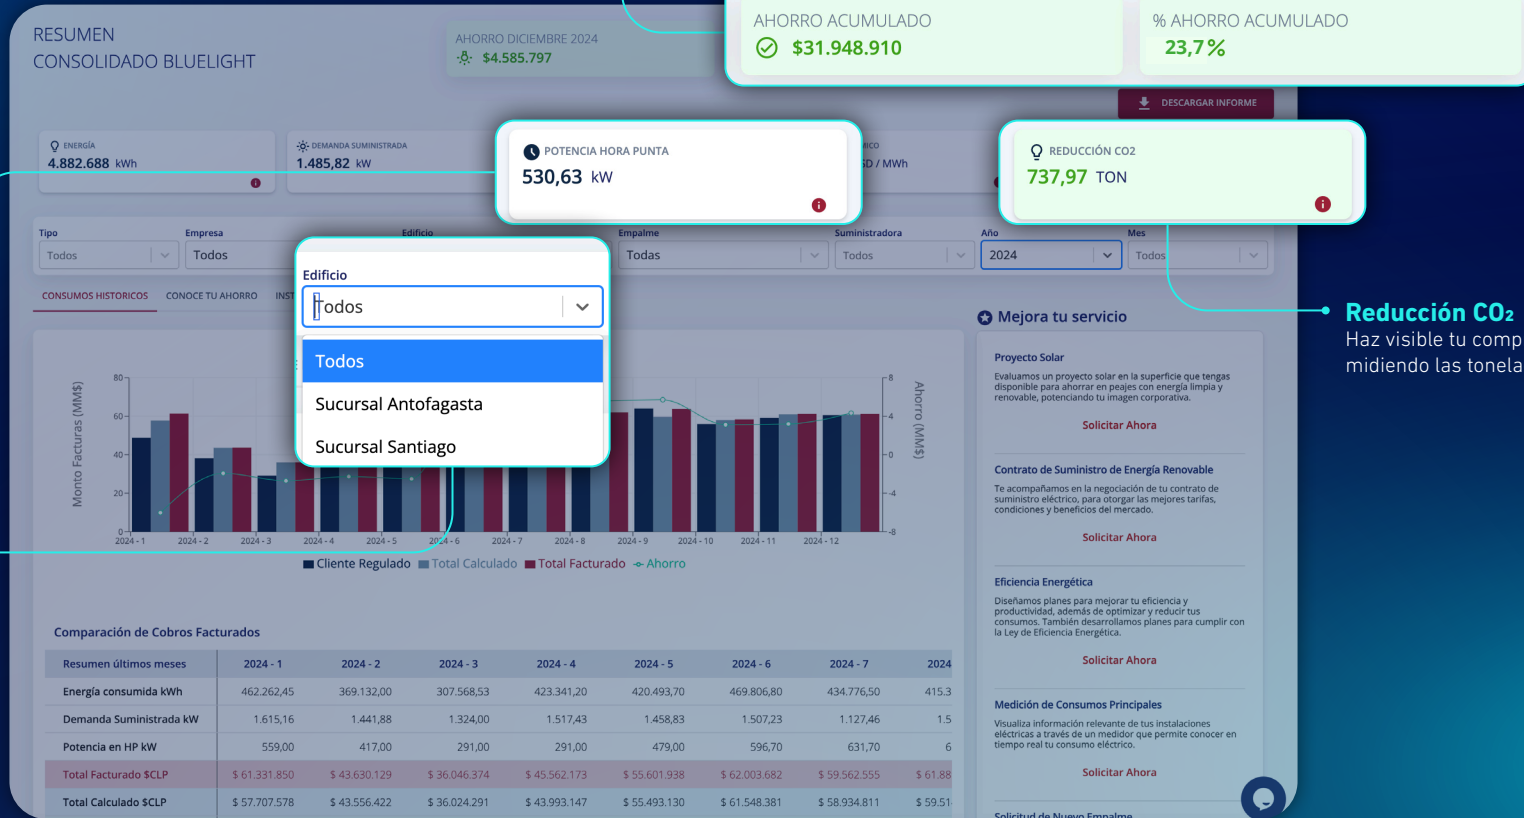 RESUMEN
CONSOLIDADO BLUELIGHT
AHORRO DICIEMBRE 2024
$4.585.797
AHORRO ACUMULADO
$31.948.910
% AHORRO ACUMULADO
23,7%
DESCARGAR INFORME
ENERGÍA
4.882.688 kWh
DEMANDA SUMINISTRADA
1.485,82 kW
POTENCIA HORA PUNTA
530,63 kW
/ MWh
REDUCCIÓN CO2
737,97 TON
Tipo
Todos
Empresa
Todos
Edificio
Empalme
Todas
Suministradora
Todos
Año
2024
Mes
Todos
Edificio
Todos
Todos
Sucursal Antofagasta
Sucursal Santiago
CONSUMOS HISTORICOS
CONOCE TU AHORRO
INST
Monto Facturas (MM$)
80
60
40
20
0
8
4
0
-4
-8
Ahorro (MM$)
2024 - 1
2024 - 2
2024 - 3
2024 - 4
2024 - 5
2024 - 6
2024 - 7
2024 - 8
2024 - 9
2024 - 10
2024 - 11
2024 - 12
Cliente Regulado Total Calculado Total Facturado Ahorro
Comparación de Cobros Facturados
Resumen últimos meses 2024 - 1 2024 - 2 2024 - 3 2024 - 4 2024 - 5 2024 - 6 2024 - 7 2024
Energía consumida kWh 462.262,45 369.132,00 307.568,53 423.341,20 420.493,70 469.806,80 434.776,50 415.3
Demanda Suministrada kW 1.615,16 1.441,88 1.324,00 1.517,43 1.458,83 1.507,23 1.127,46 1.5
Potencia en HP kW 559,00 417,00 291,00 291,00 479,00 596,70 631,70 6
Total Facturado $CLP $ 61.331.850 $ 43.630.129 $ 36.046.374 $ 45.562.173 $ 55.601.938 $ 62.003.682 $ 59.562.555 $ 61.88
Total Calculado $CLP $ 57.707.578 $ 43.556.422 $ 36.024.291 $ 43.993.147 $ 55.493.130 $ 61.548.381 $ 58.934.811 $ 59.51
Mejora tu servicio
Proyecto Solar
Evaluamos un proyecto solar en la superficie que tengas
disponible para ahorrar en peajes con energía limpia y
renovable, potenciando tu imagen corporativa.
Solicitar Ahora
Contrato de Suministro de Energía Renovable
Te acompañamos en la negociación de tu contrato de
suministro eléctrico, para otorgar las mejores tarifas,
condiciones y beneficios del mercado.
Solicitar Ahora
Eficiencia Energética
Diseñamos planes para mejorar tu eficiencia y
productividad, además de optimizar y reducir tus
consumos. También desarrollamos planes para cumplir con
la Ley de Eficiencia Energética.
Solicitar Ahora
Medición de Consumos Principales
Visualiza información relevante de tus instalaciones
eléctricas a través de un medidor que permite conocer en
tiempo real tu consumo eléctrico.
Solicitar Ahora
Solicitud de Nuevo Empalme
Reducción CO₂
Haz visible tu comp
midiendo las tonela